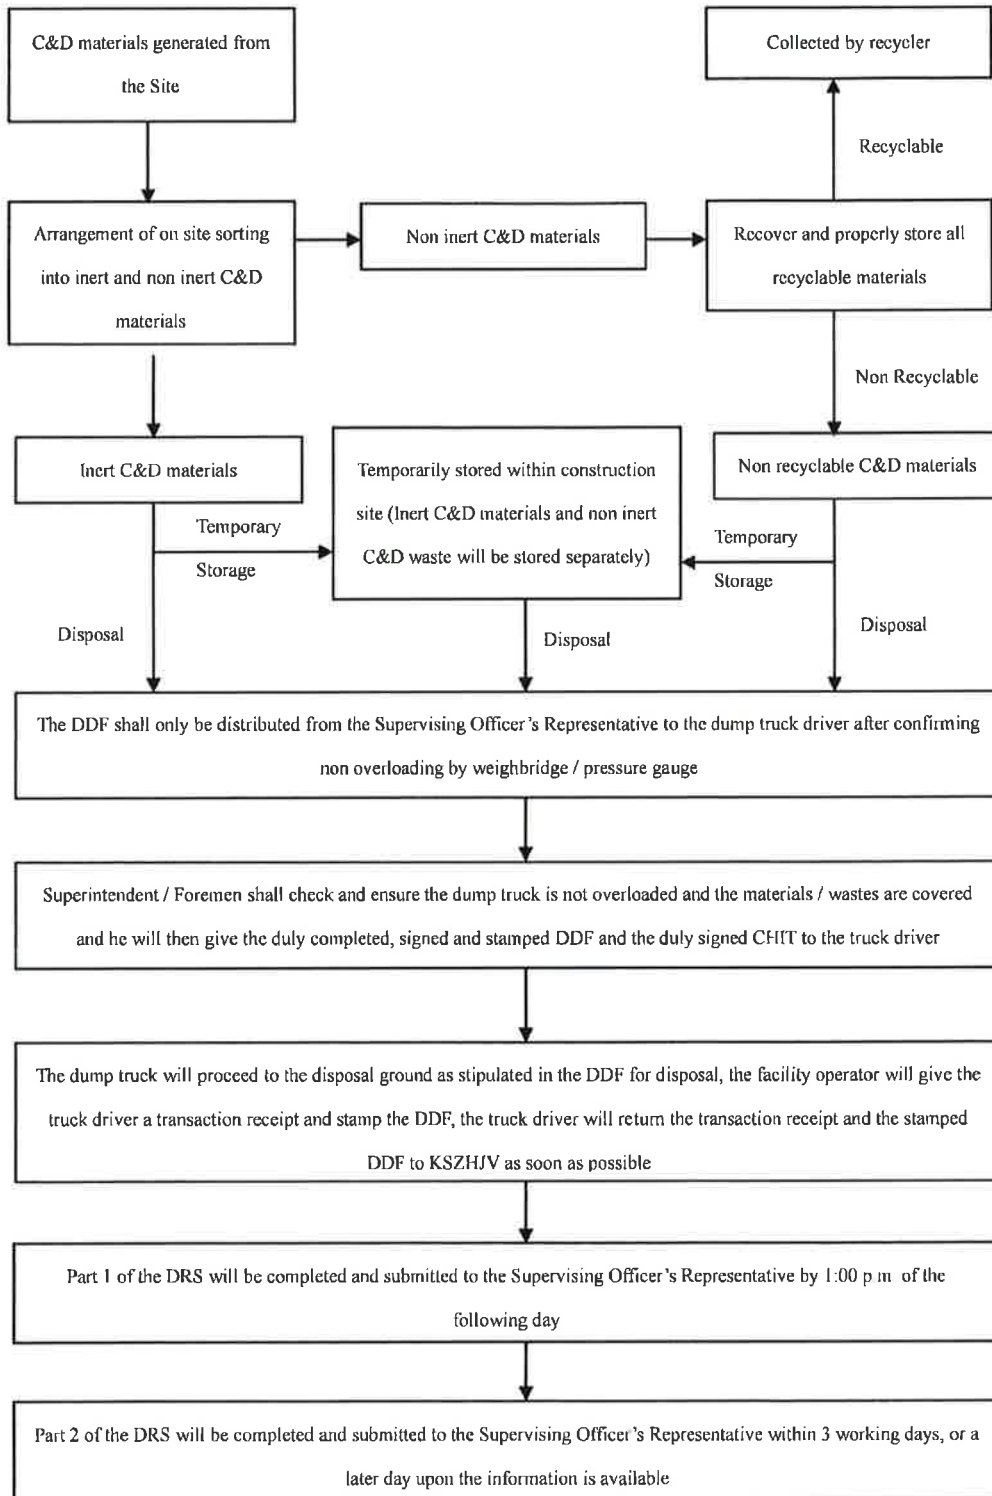 C&D materials generated from
the Site
Collected by recycler
Recyclable
Arrangement of on site sorting
into inert and non inert C&D
materials
Non inert C&D materials
Recover and properly store all
recyclable materials
Non Recyclable
Inert C&D materials
Temporarily stored within construction
site (Inert C&D materials and non inert
C&D waste will be stored separately)
Non recyclable C&D materials
Temporary
Storage
Temporary
Storage
Disposal
Disposal
Disposal
The DDF shall only be distributed from the Supervising Officer's Representative to the dump truck driver after confirming
non overloading by weighbridge / pressure gauge
Superintendent / Foremen shall check and ensure the dump truck is not overloaded and the materials / wastes are covered
and he will then give the duly completed, signed and stamped DDF and the duly signed CHIT to the truck driver
The dump truck will proceed to the disposal ground as stipulated in the DDF for disposal, the facility operator will give the
truck driver a transaction receipt and stamp the DDF, the truck driver will return the transaction receipt and the stamped
DDF to KSZHJV as soon as possible
Part 1 of the DRS will be completed and submitted to the Supervising Officer's Representative by 1:00 p m of the
following day
Part 2 of the DRS will be completed and submitted to the Supervising Officer's Representative within 3 working days, or a
later day upon the information is available